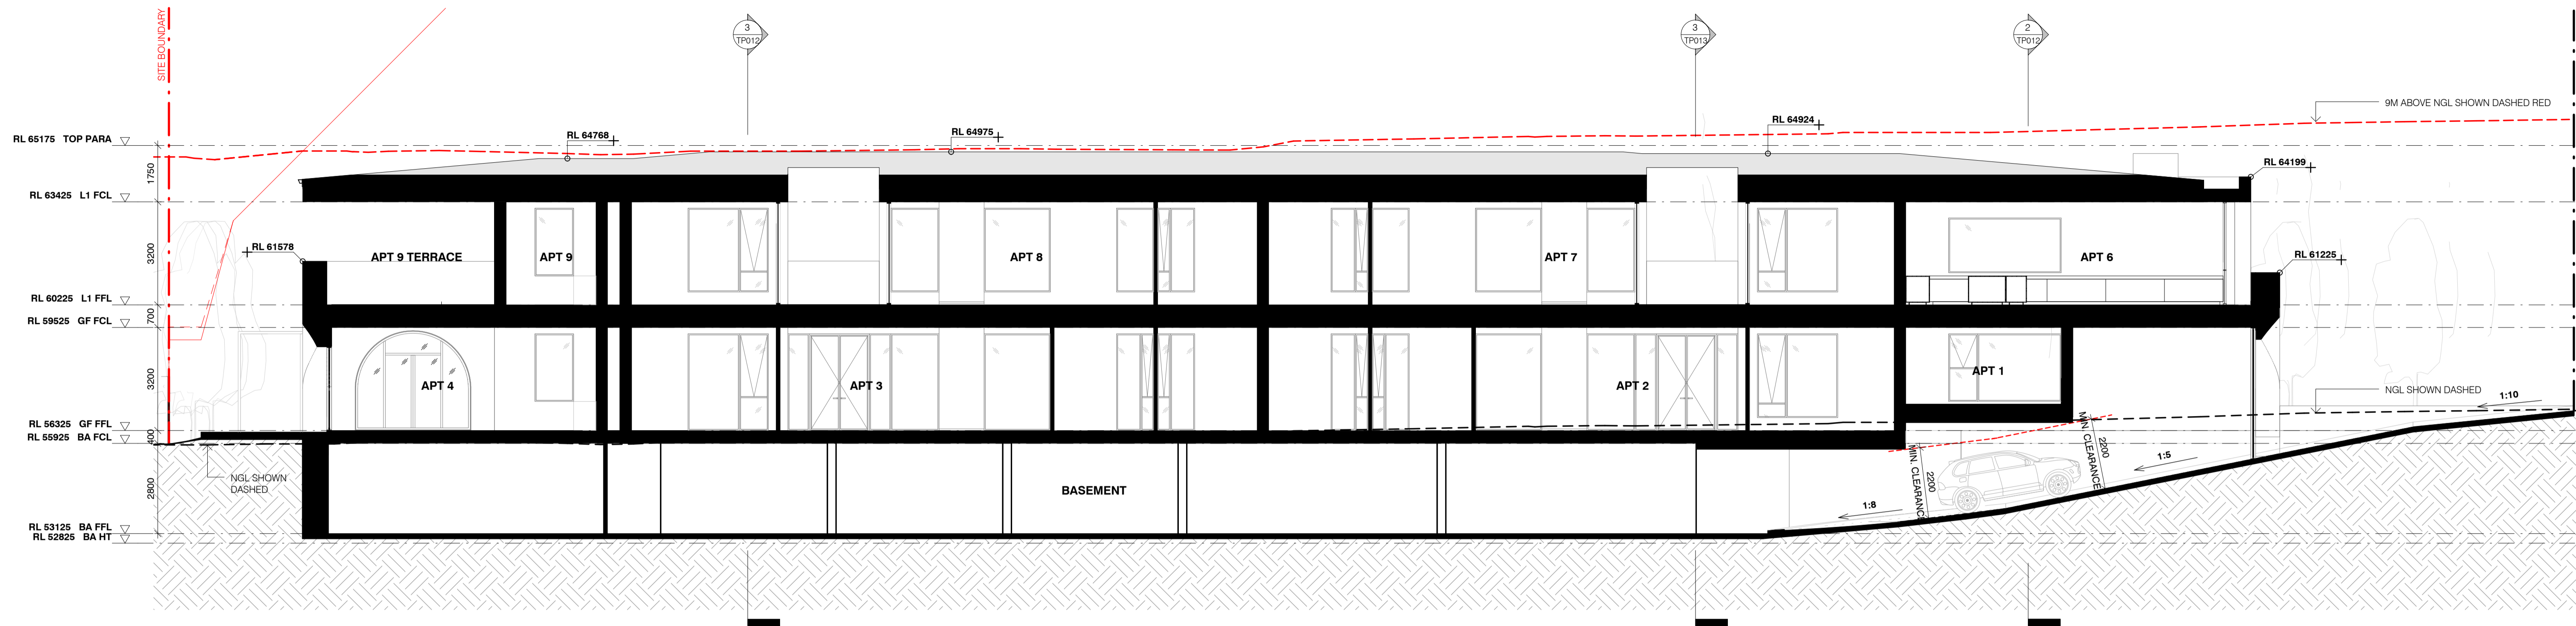 SITE BOUNDARY
3
TP012
3
TP013
2
TP012
9M ABOVE NGL SHOWN DASHED RED
RL 65175 TOP PARA
RL 64768
RL 64975
RL 64924
RL 64199
1750
RL 63425 L1 FCL
RL 61578
RL 61225
3200
APT 9 TERRACE
APT 9
APT 8
APT 7
APT 6
RL 60225 L1 FFL
700
RL 59525 GF FCL
3200
APT 4
APT 3
APT 2
APT 1
NGL SHOWN DASHED
1:10
RL 56325 GF FFL
400
RL 55925 BA FCL
NGL SHOWN
DASHED
2800
BASEMENT
MIN. CLEARANCE
2200
MIN. CLEARANCE
2200
1:5
1:8
RL 53125 BA FFL
RL 52825 BA HT